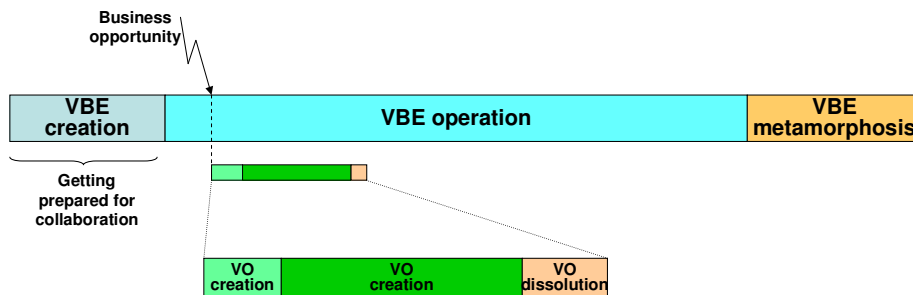 Business
opportunity
VBE
creation
VBE operation
VBE
metamorphosis
Getting
prepared for
collaboration
VO
creation
VO
creation
VO
dissolution